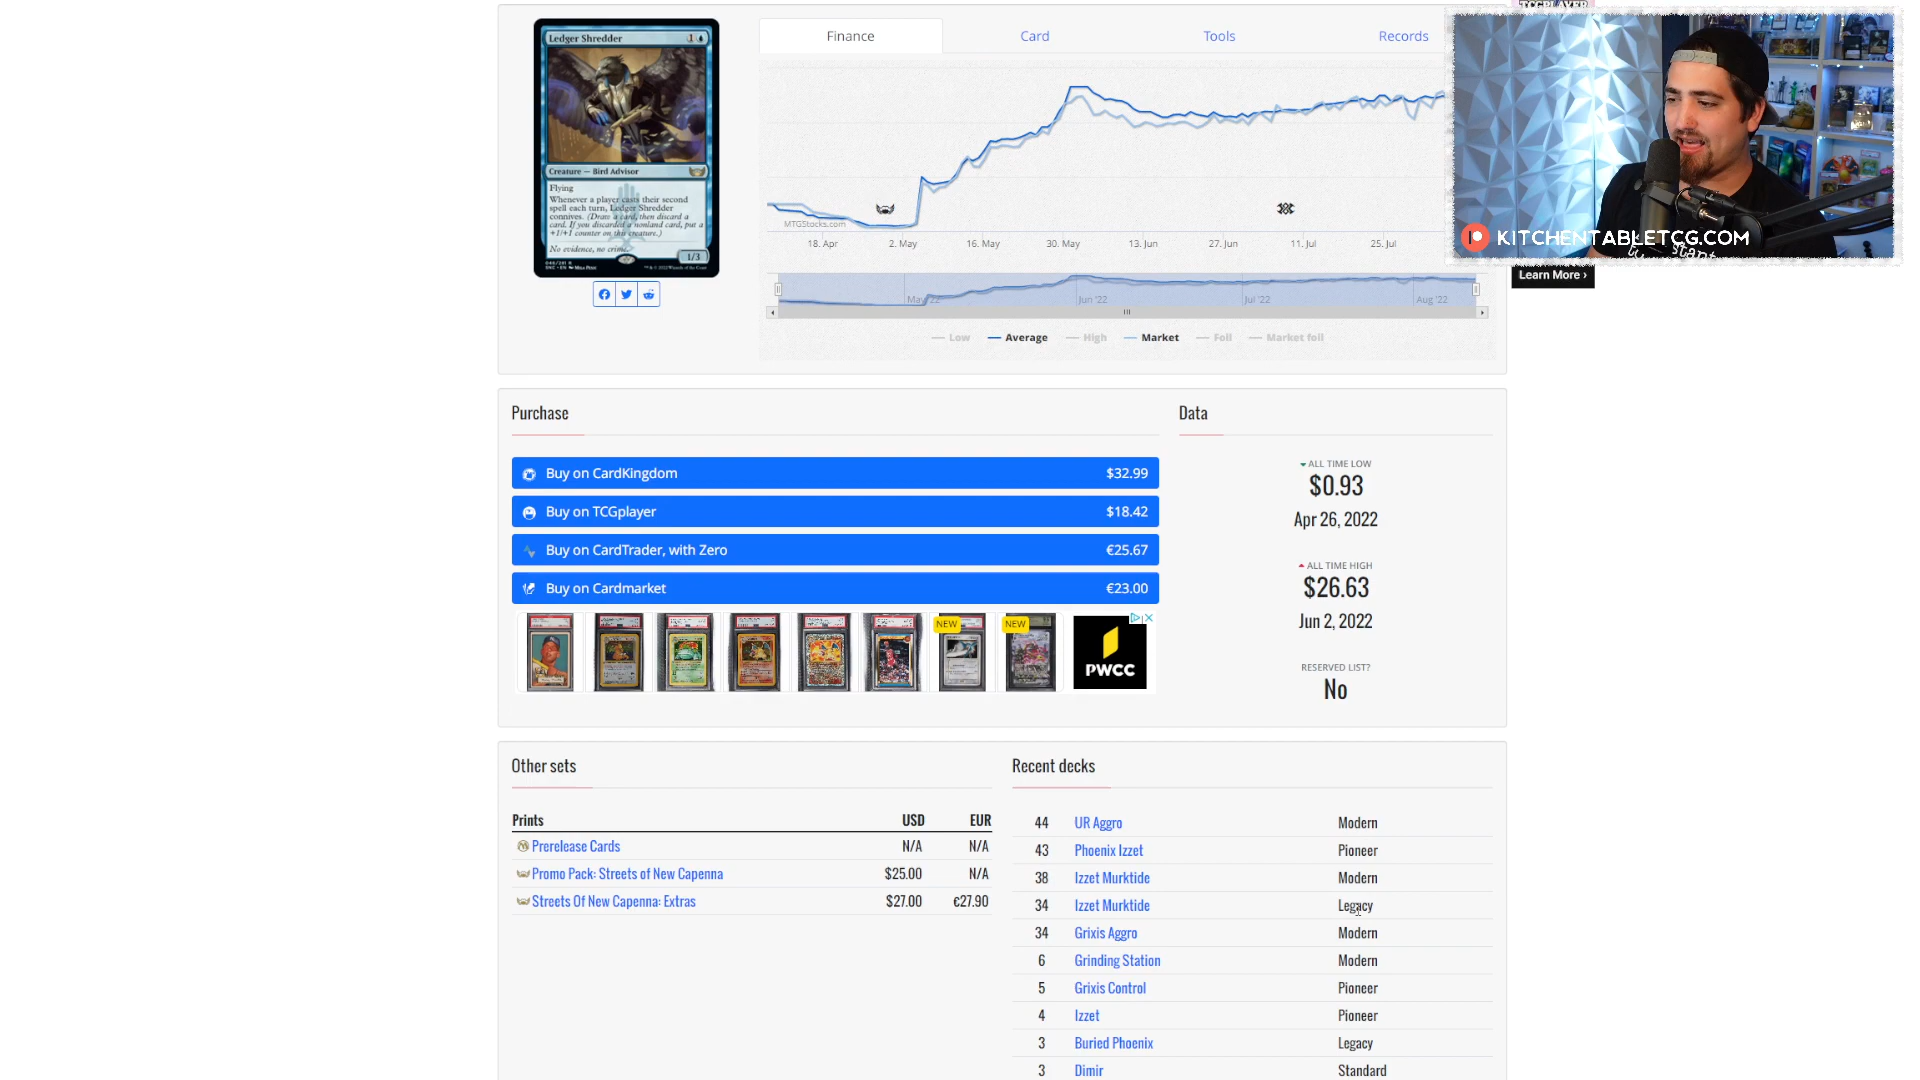 Finance
Card
Tools
Records
TCGPLAYER
Ledger Shredder
1
Creature — Bird Advisor
Flying
Whenever a player casts their second
spell each turn, Ledger Shredder
connives. (Draw a card, then discard a
card. If you discarded a nonland card, put a
+1/+1 counter on this creature.)
No evidence, no crime.
1/3
MTGStocks.com
18. Apr
2. May
16. May
30. May
13. Jun
27. Jun
11. Jul
25. Jul
KITCHENTABLETCG.COM
Learn More ›
May '22
Jun '22
Jul '22
Aug '22
Low
Average
High
Market
Foil
Market foil
Purchase
Buy on CardKingdom $32.99
Buy on TCGplayer $18.42
Buy on CardTrader, with Zero €25.67
Buy on Cardmarket €23.00
NEW
NEW
PWCC
Data
ALL TIME LOW
$0.93
Apr 26, 2022
ALL TIME HIGH
$26.63
Jun 2, 2022
RESERVED LIST?
No
Other sets
Prints USD EUR
Prerelease Cards N/A N/A
Promo Pack: Streets of New Capenna $25.00 N/A
Streets Of New Capenna: Extras $27.00 €27.90
Recent decks
44 UR Aggro Modern
43 Phoenix Izzet Pioneer
38 Izzet Murktide Modern
34 Izzet Murktide Legacy
34 Grixis Aggro Modern
6 Grinding Station Modern
5 Grixis Control Pioneer
4 Izzet Pioneer
3 Buried Phoenix Legacy
3 Dimir Standard